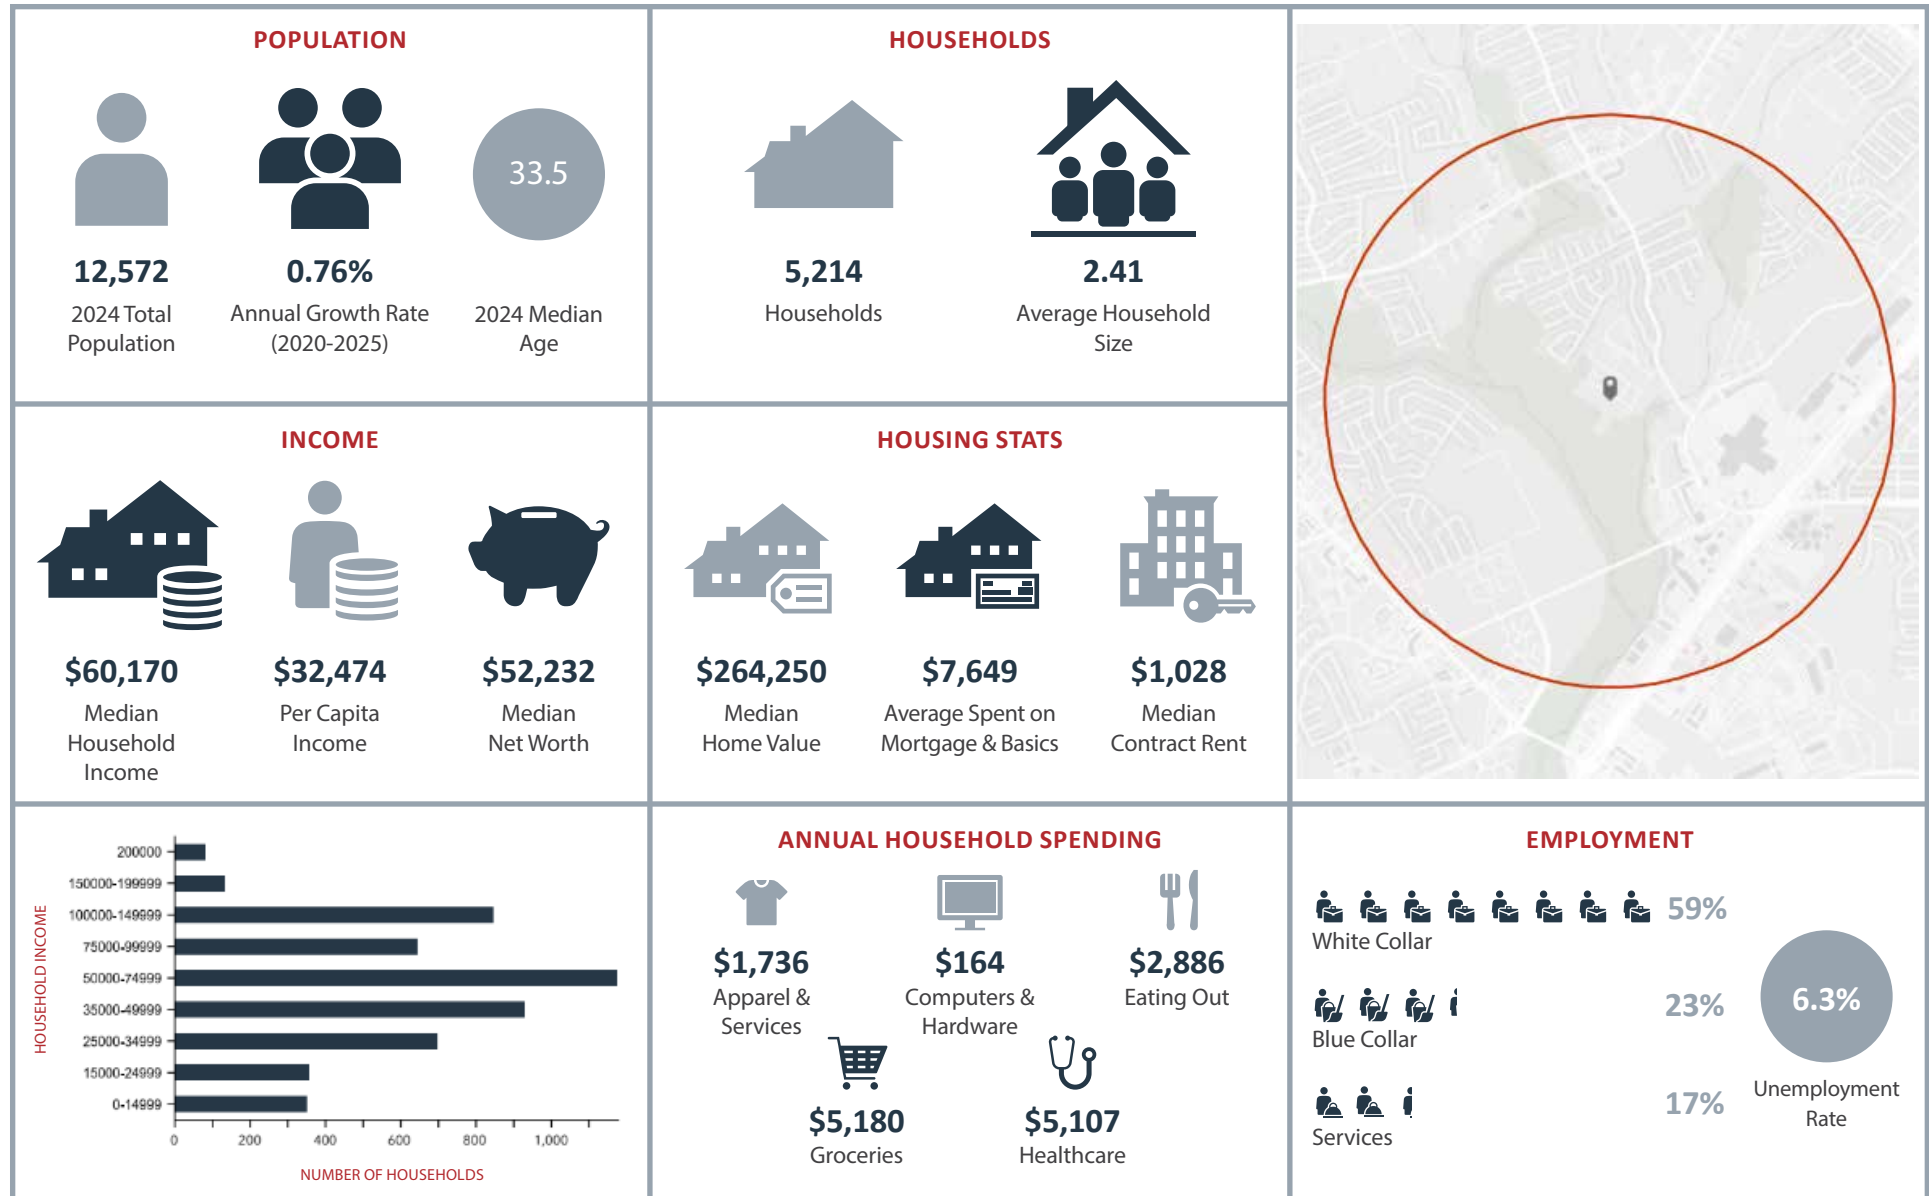 POPULATION
33.5
12,572
0.76%
2024 Total
Population
Annual Growth Rate
(2020-2025)
2024 Median
Age
HOUSEHOLDS
5,214
Households
2.41
Average Household
Size
INCOME
$60,170
Median
Household
Income
$32,474
Per Capita
Income
$52,232
Median
Net Worth
HOUSING STATS
$264,250
Median
Home Value
$7,649
Average Spent on
Mortgage & Basics
$1,028
Median
Contract Rent
HOUSEHOLD INCOME
200000
150000-199999
100000-149999
75000-99999
50000-74999
35000-49999
25000-34999
15000-24999
0-14999
0 200 400 600 800 1,000
NUMBER OF HOUSEHOLDS
ANNUAL HOUSEHOLD SPENDING
$1,736
Apparel &
Services
$164
Computers &
Hardware
$2,886
Eating Out
$5,180
Groceries
$5,107
Healthcare
EMPLOYMENT
59%
White Collar
23%
Blue Collar
17%
Services
6.3%
Unemployment
Rate